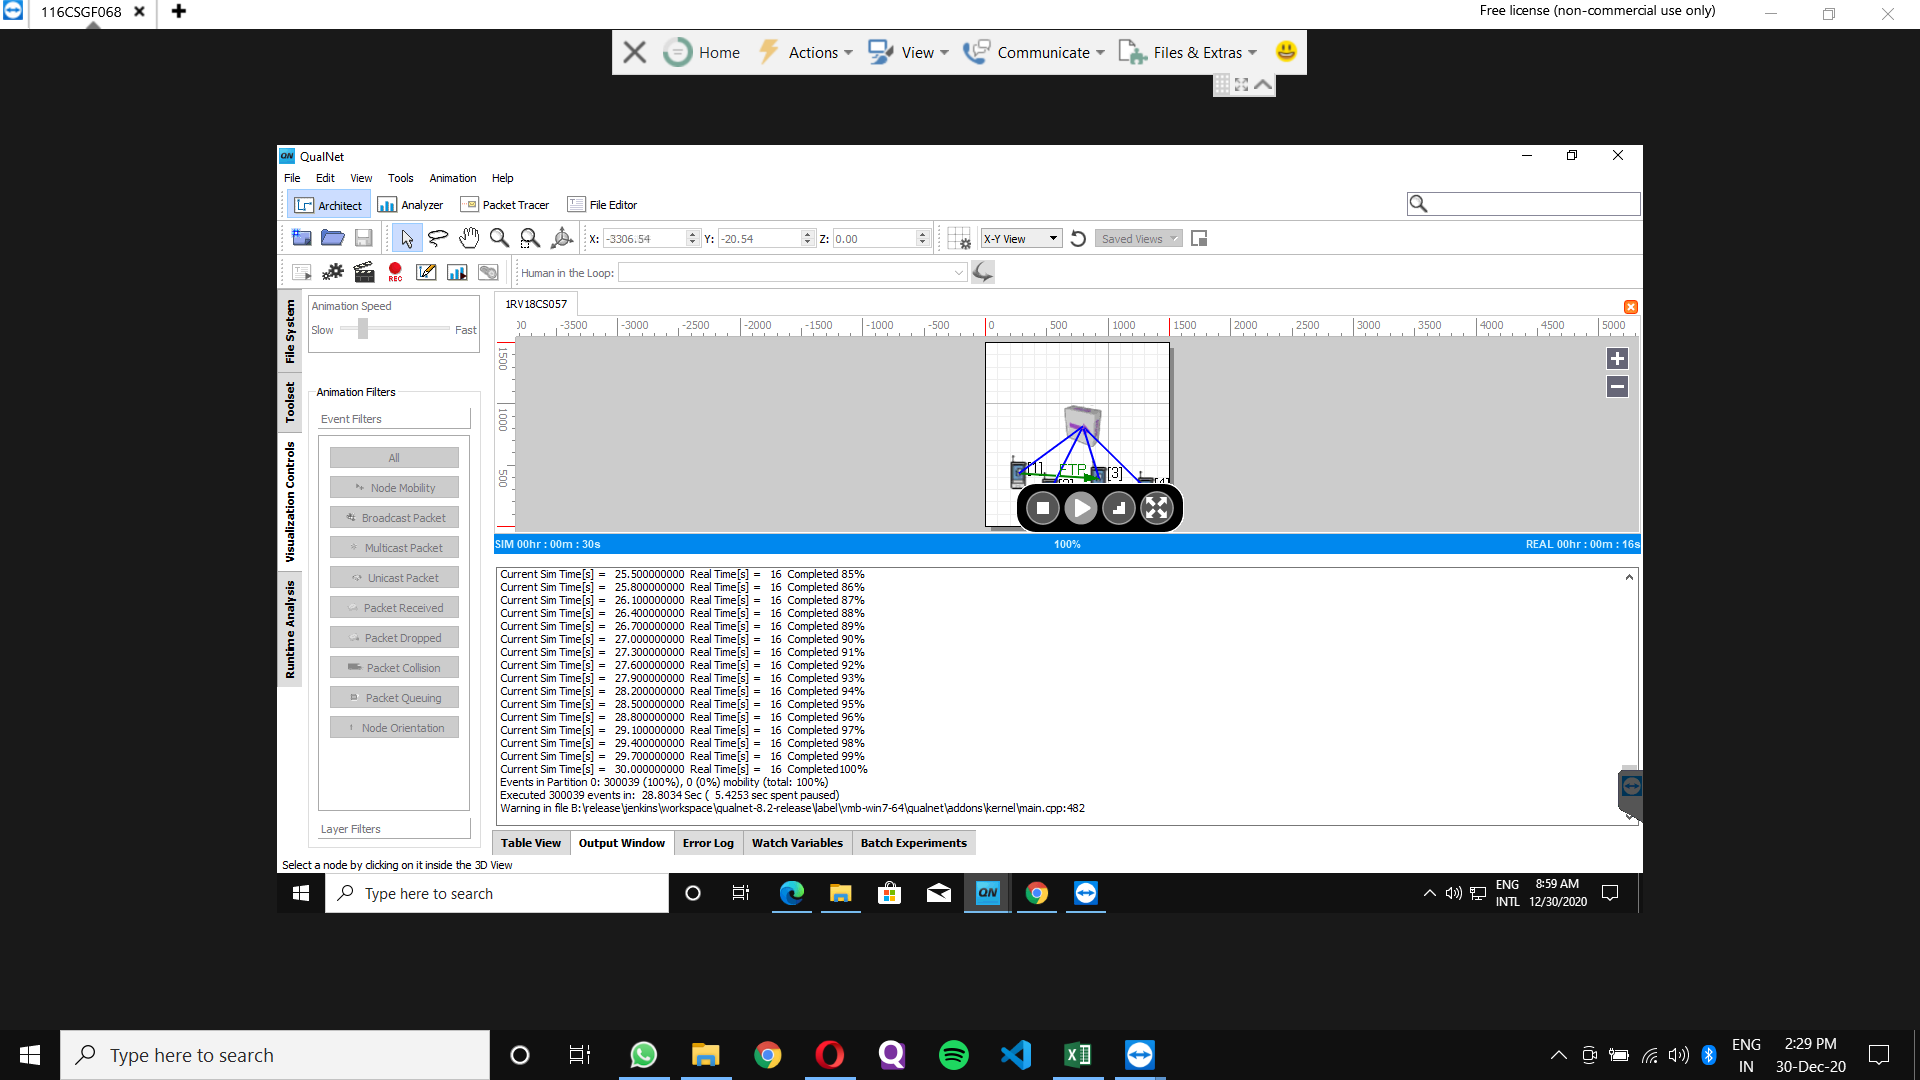 116CSGF068
Free license (non-commercial use only)
Home Actions View Communicate Files & Extras
QN QualNet
File Edit View Tools Animation Help
Architect Analyzer Packet Tracer File Editor
X: -3306.54 Y: -20.54 Z: 0.00 X-Y View Saved Views
REC Human in the Loop:
File System
Toolset
Visualization Controls
Runtime Analysis
Animation Speed
Slow Fast
Animation Filters
Event Filters
All
Node Mobility
Broadcast Packet
Multicast Packet
Unicast Packet
Packet Received
Packet Dropped
Packet Collision
Packet Queuing
Node Orientation
Layer Filters
1RV18CS057
00 -3500 -3000 -2500 -2000 -1500 -1000 -500 0 500 1000 1500 2000 2500 3000 3500 4000 4500 5000
1500
1000
500
[1] FTP [3]
SIM 00hr : 00m : 30s 100% REAL 00hr : 00m : 16s
Current Sim Time[s] = 25.500000000 Real Time[s] = 16 Completed 85%
Current Sim Time[s] = 25.800000000 Real Time[s] = 16 Completed 86%
Current Sim Time[s] = 26.100000000 Real Time[s] = 16 Completed 87%
Current Sim Time[s] = 26.400000000 Real Time[s] = 16 Completed 88%
Current Sim Time[s] = 26.700000000 Real Time[s] = 16 Completed 89%
Current Sim Time[s] = 27.000000000 Real Time[s] = 16 Completed 90%
Current Sim Time[s] = 27.300000000 Real Time[s] = 16 Completed 91%
Current Sim Time[s] = 27.600000000 Real Time[s] = 16 Completed 92%
Current Sim Time[s] = 27.900000000 Real Time[s] = 16 Completed 93%
Current Sim Time[s] = 28.200000000 Real Time[s] = 16 Completed 94%
Current Sim Time[s] = 28.500000000 Real Time[s] = 16 Completed 95%
Current Sim Time[s] = 28.800000000 Real Time[s] = 16 Completed 96%
Current Sim Time[s] = 29.100000000 Real Time[s] = 16 Completed 97%
Current Sim Time[s] = 29.400000000 Real Time[s] = 16 Completed 98%
Current Sim Time[s] = 29.700000000 Real Time[s] = 16 Completed 99%
Current Sim Time[s] = 30.000000000 Real Time[s] = 16 Completed100%
Events in Partition 0: 300039 (100%), 0 (0%) mobility (total: 100%)
Executed 300039 events in: 28.8034 Sec ( 5.4253 sec spent paused)
Warning in file B:\release\jenkins\workspace\qualnet-8.2-release\label\vmb-win7-64\qualnet\addons\kernel\main.cpp:482
Table View Output Window Error Log Watch Variables Batch Experiments
Select a node by clicking on it inside the 3D View
Type here to search QN ENG 8:59 AM
INTL 12/30/2020
Type here to search ENG 2:29 PM
IN 30-Dec-20